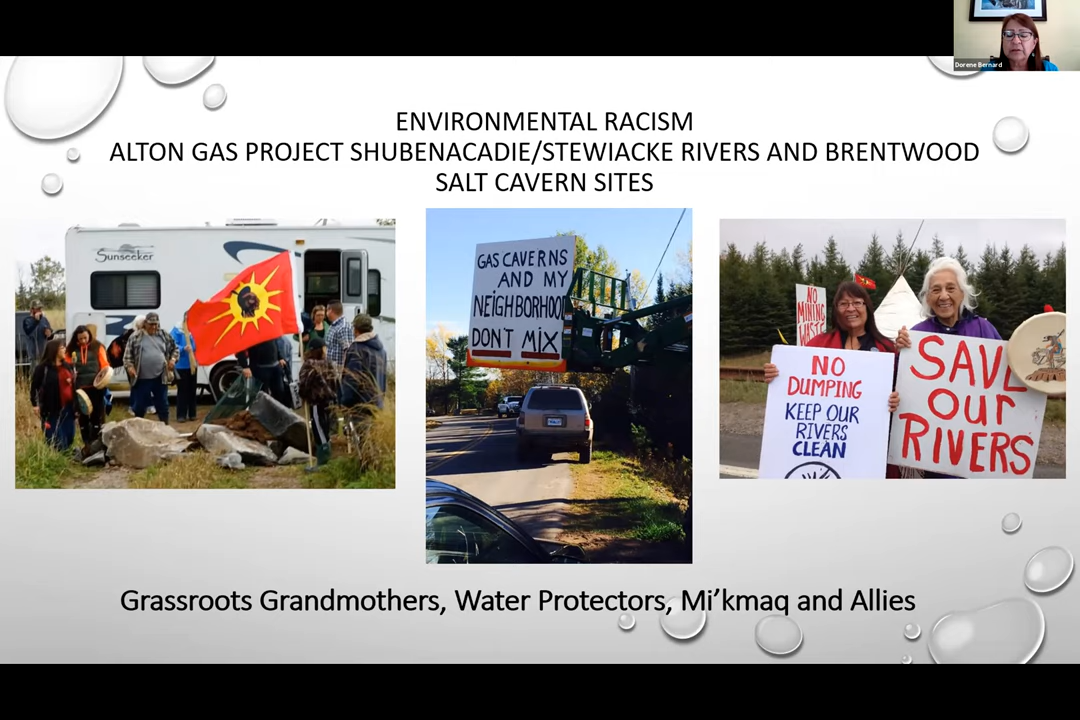 Dorene Bernard
ENVIRONMENTAL RACISM
ALTON GAS PROJECT SHUBENACADIE/STEWIACKE RIVERS AND BRENTWOOD
SALT CAVERN SITES
Sunseeker
GAS CAVERNS
AND MY
NEIGHBORHOOD
DON'T MIX
NO
MINING
WASTE
NO
DUMPING
KEEP OUR
RIVERS
CLEAN
SAVE
our
RIVERS
Grassroots Grandmothers, Water Protectors, Mi'kmaq and Allies